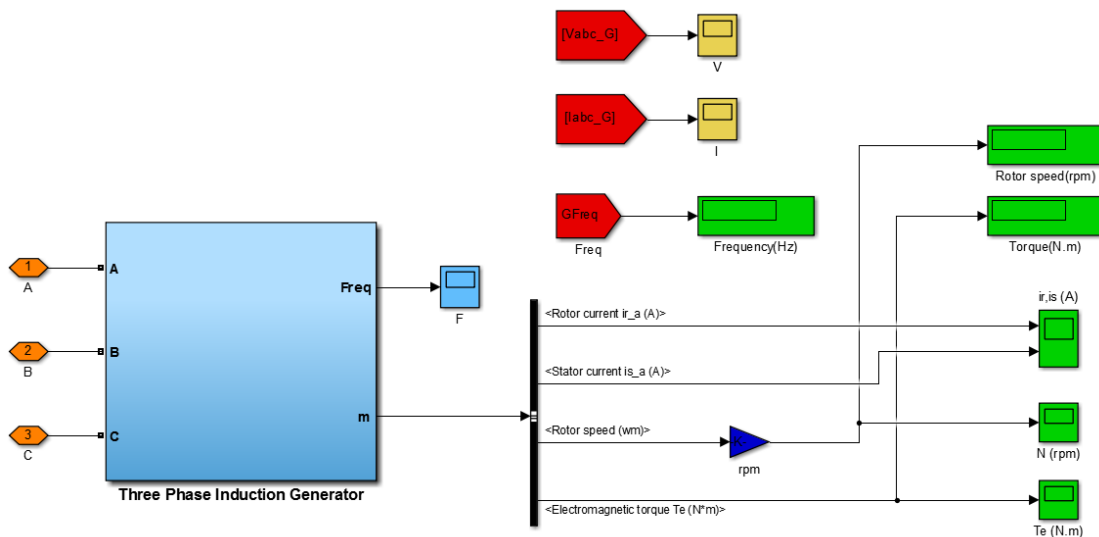 [Vabc_G]
V
[Iabc_G]
I
Rotor speed(rpm)
GFreq
Freq
Frequency(Hz)
Torque(N.m)
1
A
A
Freq
F
ir,is (A)
<Rotor current ir_a (A)>
2
B
B
<Stator current is_a (A)>
m
3
C
C
<Rotor speed (wm)>
K-
rpm
N (rpm)
Three Phase Induction Generator
<Electromagnetic torque Te (N*m)>
Te (N.m)